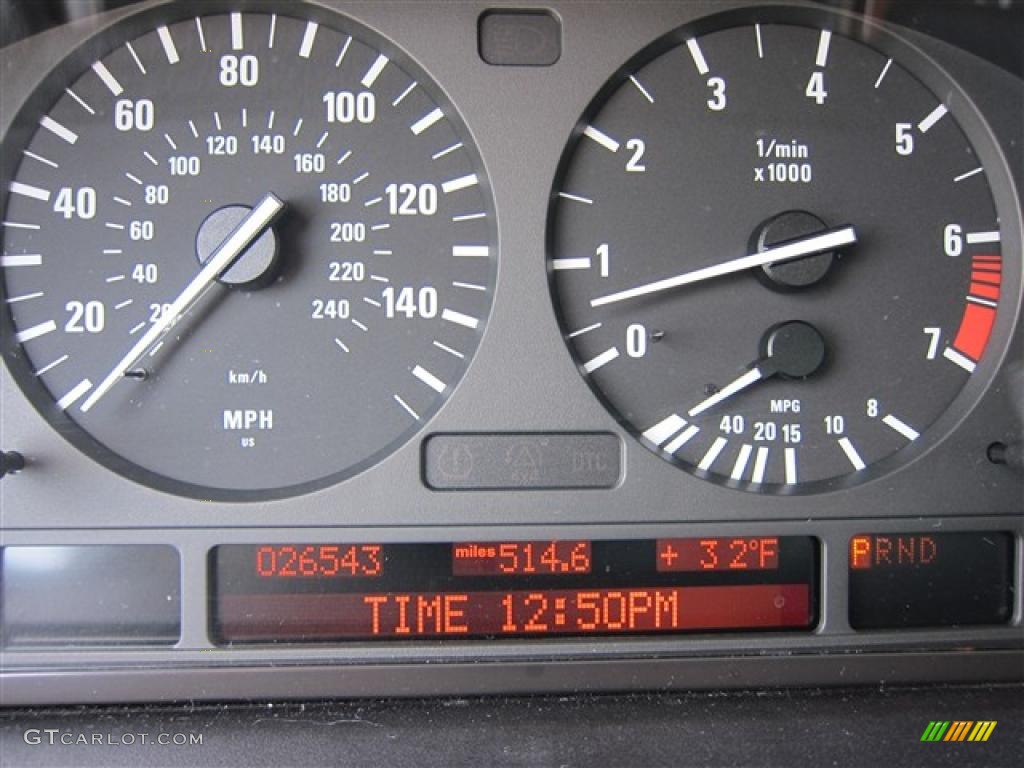 20 40 60 80 100 120 140
20 40 60 80 100 120 140 160 180 200 220 240
km/h
MPH
US
0 1 2 3 4 5 6 7
1/min
x 1000
MPG
40 20 15 10 8
DTC
026543 miles 514.6 + 32°F PRND
TIME 12:50PM
GTCARLOT.COM